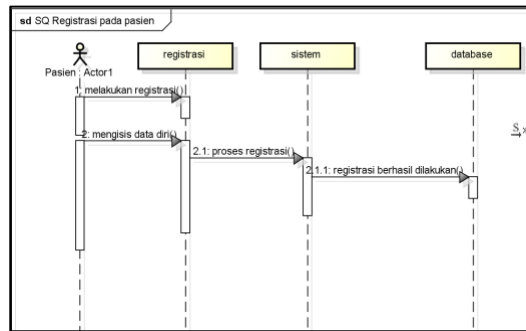 sd SQ Registrasi pada pasien
registrasi
sistem
database
Pasien : Actor1
1: melakukan registrasi()
2: mengisis data diri()
2.1: proses registrasi()
2.1.1: registrasi berhasil dilakukan()
S